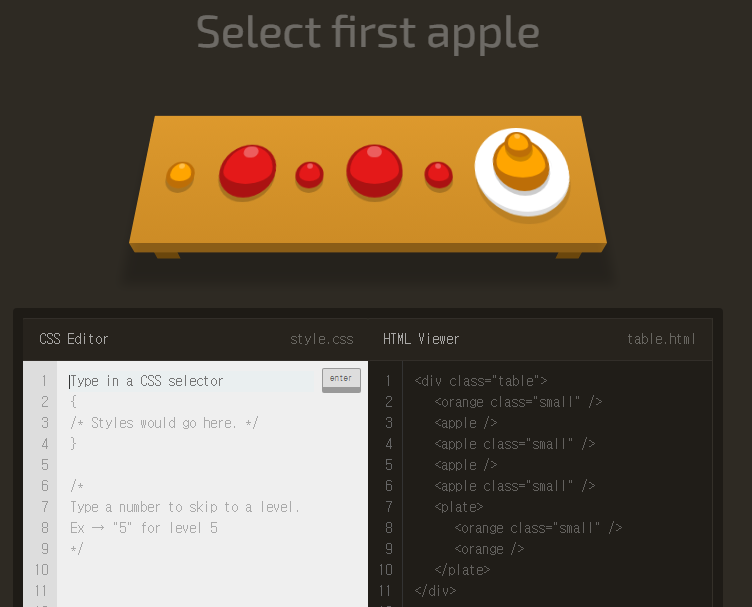 Select first apple
CSS Editor style.css
HTML Viewer table.html
1 Type in a CSS selector enter
2 {
3 /* Styles would go here. */
4 }
5
6 /*
7 Type a number to skip to a level.
8 Ex → "5" for level 5
9 */
10
11
1 <div class="table">
2 <orange class="small" />
3 <apple />
4 <apple class="small" />
5 <apple />
6 <apple class="small" />
7 <plate>
8 <orange class="small" />
9 <orange />
10 </plate>
11 </div>